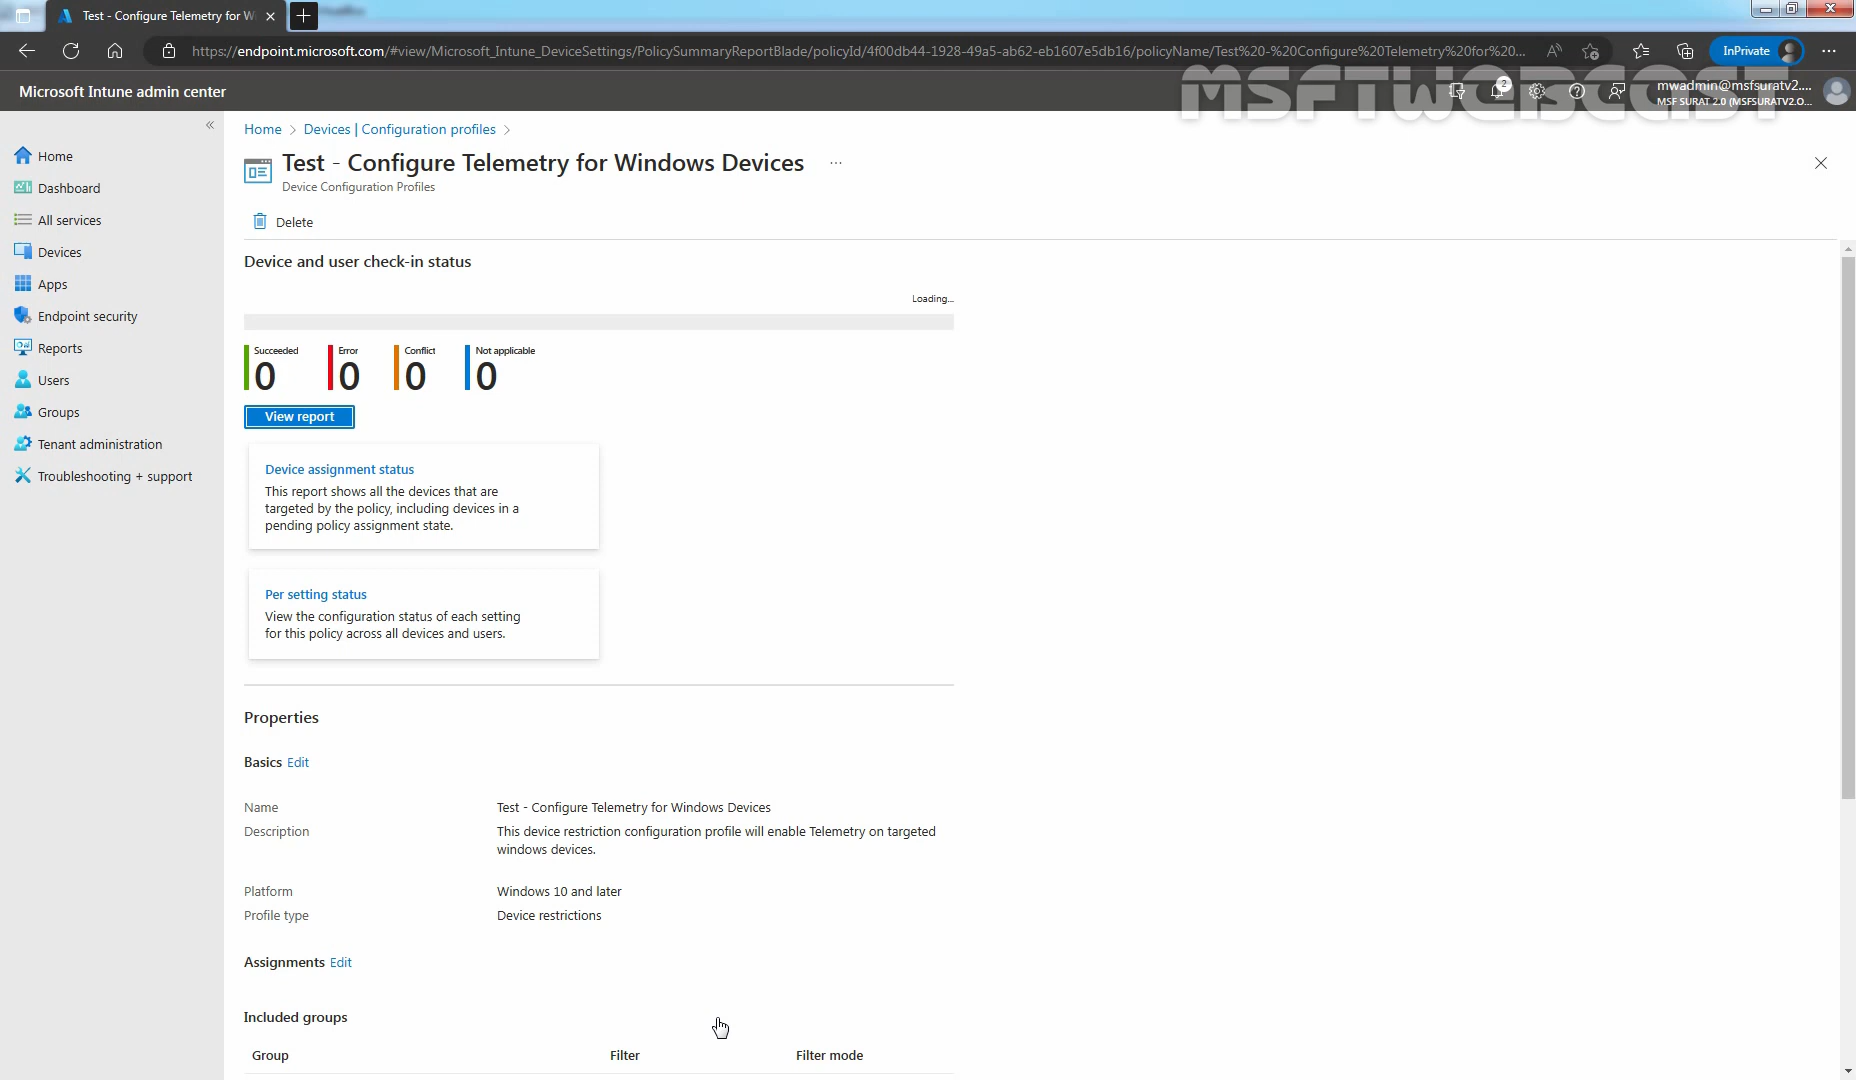 Test - Configure Telemetry for W
https://endpoint.microsoft.com/#view/Microsoft_Intune_DeviceSettings/PolicySummaryReportBlade/policyId/4f00db44-1928-49a5-ab62-eb1607e5db16/policyName/Test%20-%20Configure%20Telemetry%20for%20...
InPrivate
Microsoft Intune admin center
MSFTWEBCAST
2
mwadmin@msfsuratv2....
MSF SURAT 2.0 (MSFSURATV2.O...
Home
Dashboard
All services
Devices
Apps
Endpoint security
Reports
Users
Groups
Tenant administration
Troubleshooting + support
Home > Devices | Configuration profiles >
Test - Configure Telemetry for Windows Devices ...
Device Configuration Profiles
Delete
Device and user check-in status
Loading...
Succeeded Error Conflict Not applicable
0 0 0 0
View report
Device assignment status
This report shows all the devices that are
targeted by the policy, including devices in a
pending policy assignment state.
Per setting status
View the configuration status of each setting
for this policy across all devices and users.
Properties
Basics Edit
Name Test - Configure Telemetry for Windows Devices
Description This device restriction configuration profile will enable Telemetry on targeted
windows devices.
Platform Windows 10 and later
Profile type Device restrictions
Assignments Edit
Included groups
Group Filter Filter mode